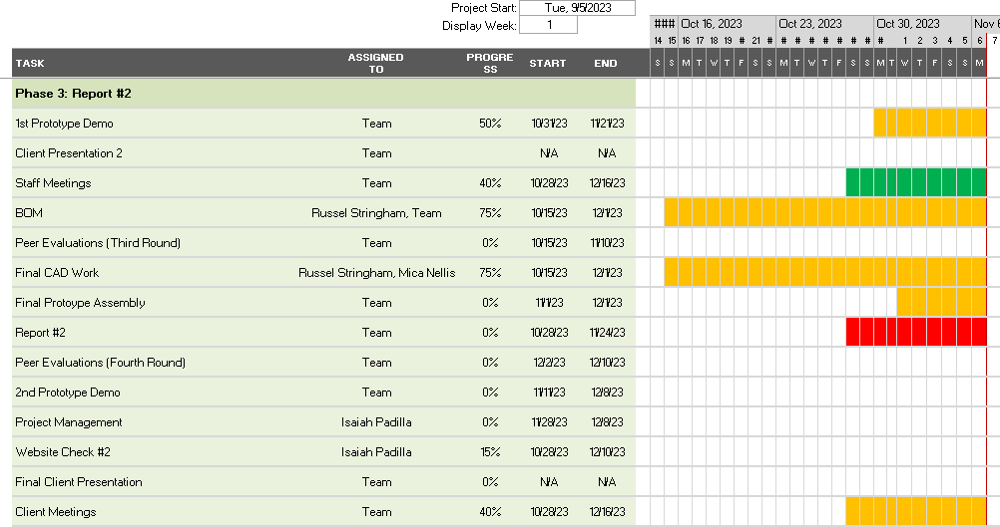 Project Start: Tue, 9/5/2023
Display Week: 1
### Oct 16, 2023 Oct 23, 2023 Oct 30, 2023 Nov 6
14 15 16 17 18 19 # 21 # # # # # # # # # 1 2 3 4 5 6 7
TASK ASSIGNED TO PROGRESS START END S S M T W T F S S M T W T F S S M T W T F S S M
Phase 3: Report #2
1st Prototype Demo Team 50% 10/31/23 11/21/23
Client Presentation 2 Team N/A N/A
Staff Meetings Team 40% 10/28/23 12/16/23
BOM Russel Stringham, Team 75% 10/15/23 12/1/23
Peer Evaluations (Third Round) Team 0% 10/15/23 11/10/23
Final CAD Work Russel Stringham, Mica Nellis 75% 10/15/23 12/1/23
Final Protoype Assembly Team 0% 11/1/23 12/1/23
Report #2 Team 0% 10/28/23 11/24/23
Peer Evaluations (Fourth Round) Team 0% 12/2/23 12/10/23
2nd Prototype Demo Team 0% 11/11/23 12/8/23
Project Management Isaiah Padilla 0% 11/28/23 12/8/23
Website Check #2 Isaiah Padilla 15% 10/28/23 12/10/23
Final Client Presentation Team 0% N/A N/A
Client Meetings Team 40% 10/28/23 12/16/23